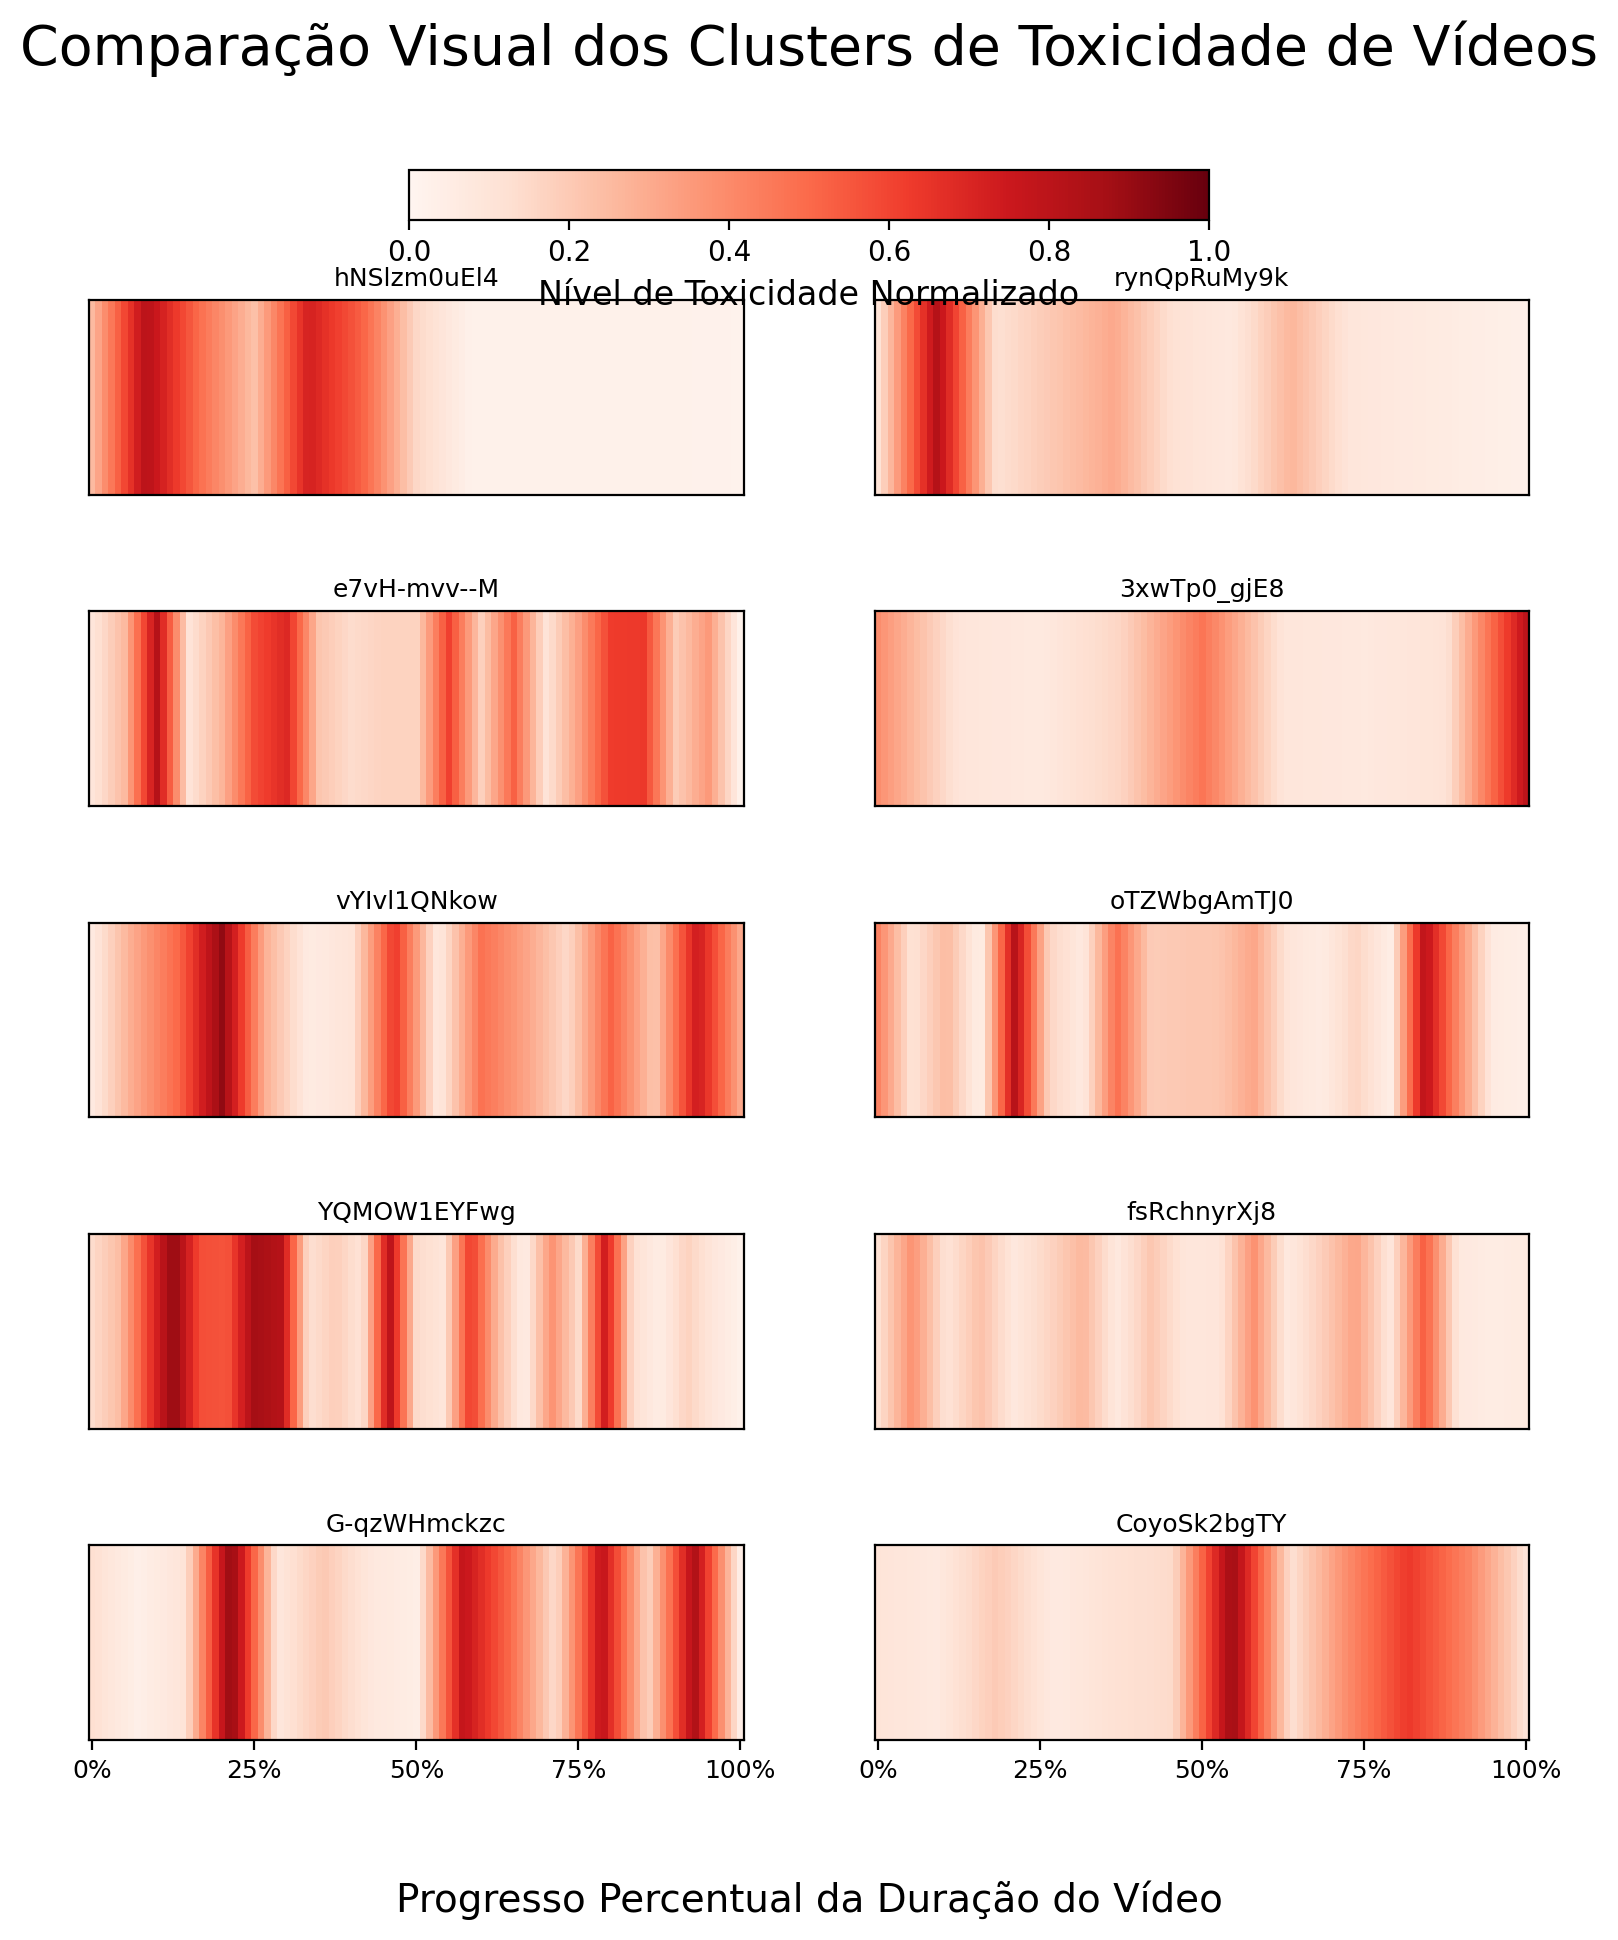 Comparação Visual dos Clusters de Toxicidade de Vídeos
0.0 0.2 0.4 0.6 0.8 1.0
Nível de Toxicidade Normalizado
hNSlzm0uEl4
rynQpRuMy9k
e7vH-mvv--M
3xwTp0_gjE8
vYIvl1QNkow
oTZWbgAmTJ0
YQMOW1EYFwg
fsRchnyrXj8
G-qzWHmckzc
CoyoSk2bgTY
0% 25% 50% 75% 100%
0% 25% 50% 75% 100%
Progresso Percentual da Duração do Vídeo